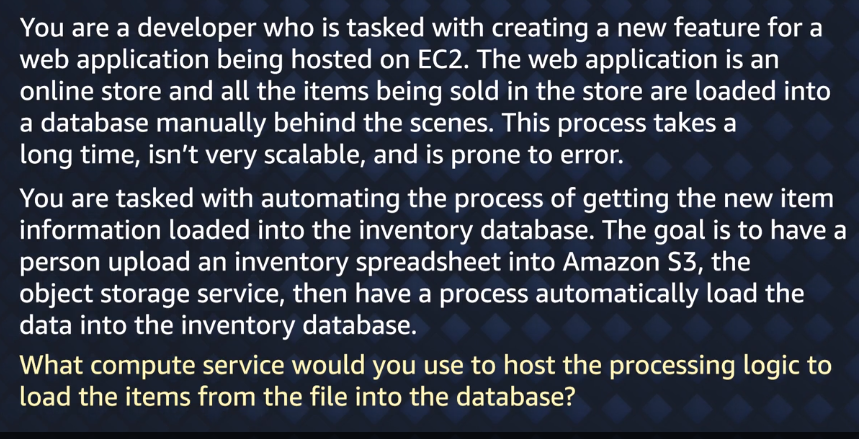 You are a developer who is tasked with creating a new feature for a
web application being hosted on EC2. The web application is an
online store and all the items being sold in the store are loaded into
a database manually behind the scenes. This process takes a
long time, isn’t very scalable, and is prone to error.
You are tasked with automating the process of getting the new item
information loaded into the inventory database. The goal is to have a
person upload an inventory spreadsheet into Amazon S3, the
object storage service, then have a process automatically load the
data into the inventory database.
What compute service would you use to host the processing logic to
load the items from the file into the database?